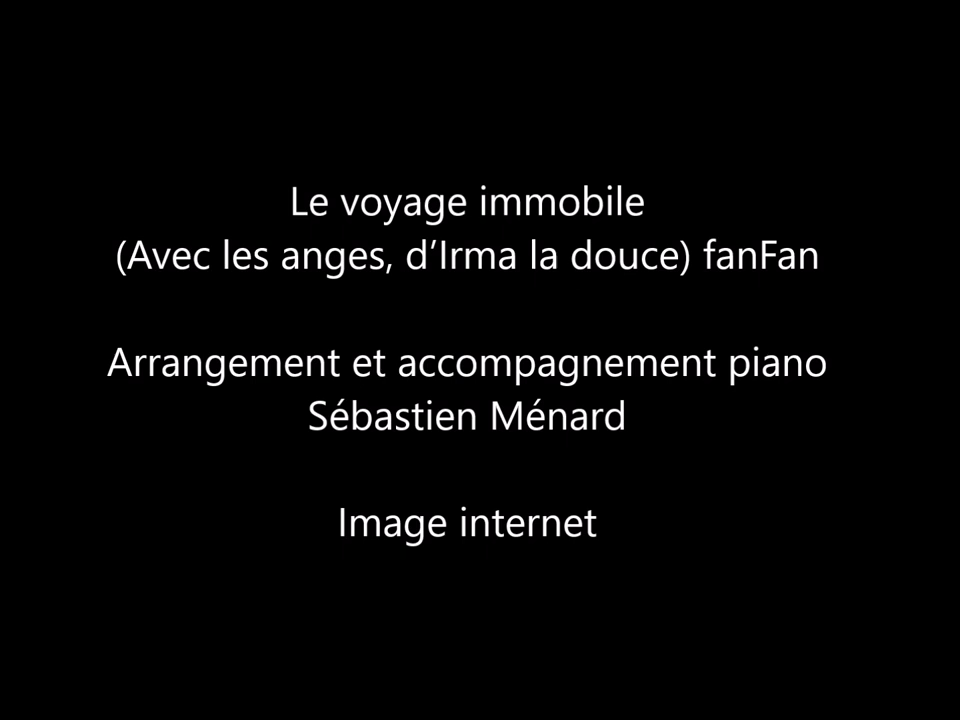 Le voyage immobile
(Avec les anges, d’Irma la douce) fanFan
Arrangement et accompagnement piano
Sébastien Ménard
Image internet